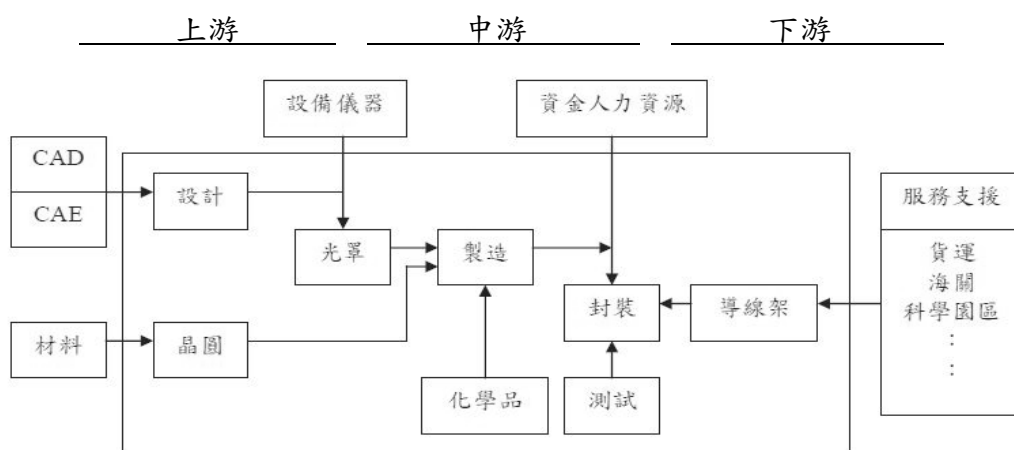 上游
中游
下游
設備儀器
資金人力資源
CAD
CAE
設計
服務支援
光罩
製造
貨運
海關
科學園區
:
:
封裝
導線架
材料
晶圓
化學品
測試